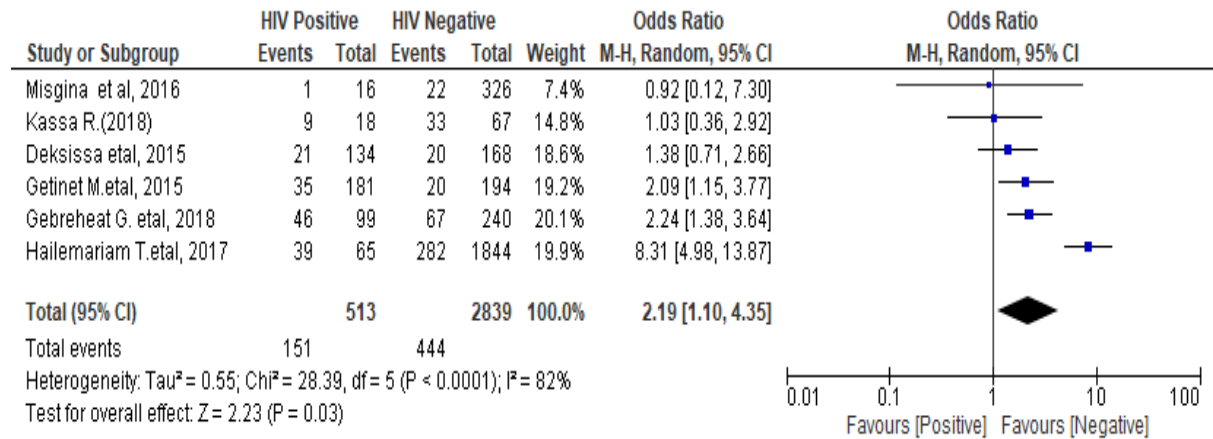 HIV Positive HIV Negative Odds Ratio Odds Ratio
Study or Subgroup Events Total Events Total Weight M-H, Random, 95% CI M-H, Random, 95% CI
Misgina et al, 2016 1 16 22 326 7.4% 0.92 [0.12, 7.30]
Kassa R.(2018) 9 18 33 67 14.8% 1.03 [0.36, 2.92]
Deksissa etal, 2015 21 134 20 168 18.6% 1.38 [0.71, 2.66]
Getinet M.etal, 2015 35 181 20 194 19.2% 2.09 [1.15, 3.77]
Gebreheat G. etal, 2018 46 99 67 240 20.1% 2.24 [1.38, 3.64]
Hailemariam T.etal, 2017 39 65 282 1844 19.9% 8.31 [4.98, 13.87]
Total (95% CI) 513 2839 100.0% 2.19 [1.10, 4.35]
Total events 151 444
Heterogeneity: Tau² = 0.55; Chi² = 28.39, df = 5 (P < 0.0001); I² = 82%
Test for overall effect: Z = 2.23 (P = 0.03)
0.01 0.1 1 10 100
Favours [Positive] Favours [Negative]